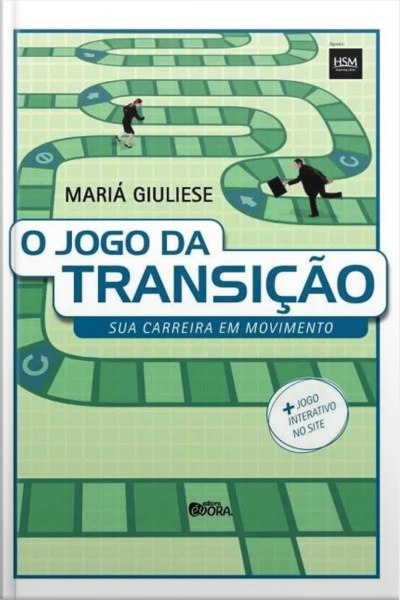 Apoio:
HSM
MARIÁ GIULIESE
O JOGO DA
TRANSIÇÃO
SUA CARREIRA EM MOVIMENTO
+ JOGO
INTERATIVO
NO SITE
editora
évORA
C
C